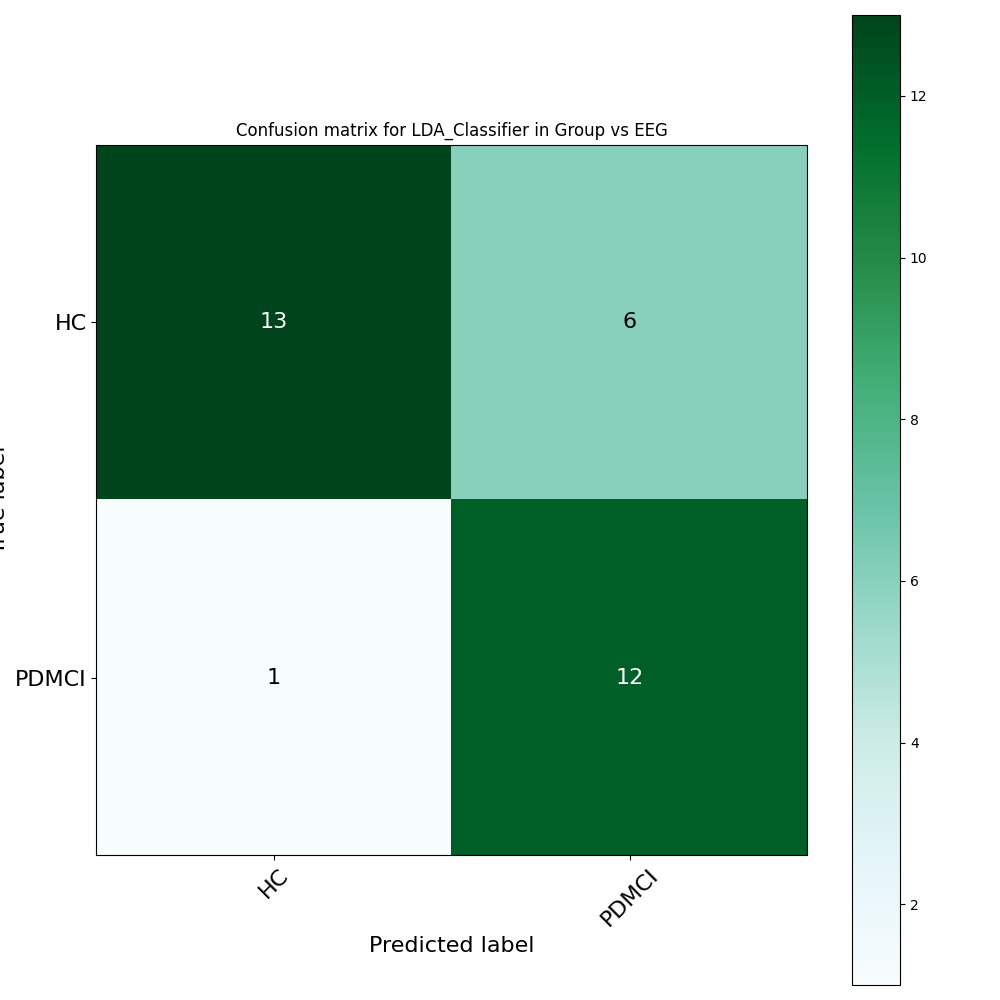 Confusion matrix for LDA_Classifier in Group vs EEG
HC
13
6
PDMCI
1
12
HC
PDMCI
Predicted label
12
10
8
6
4
2